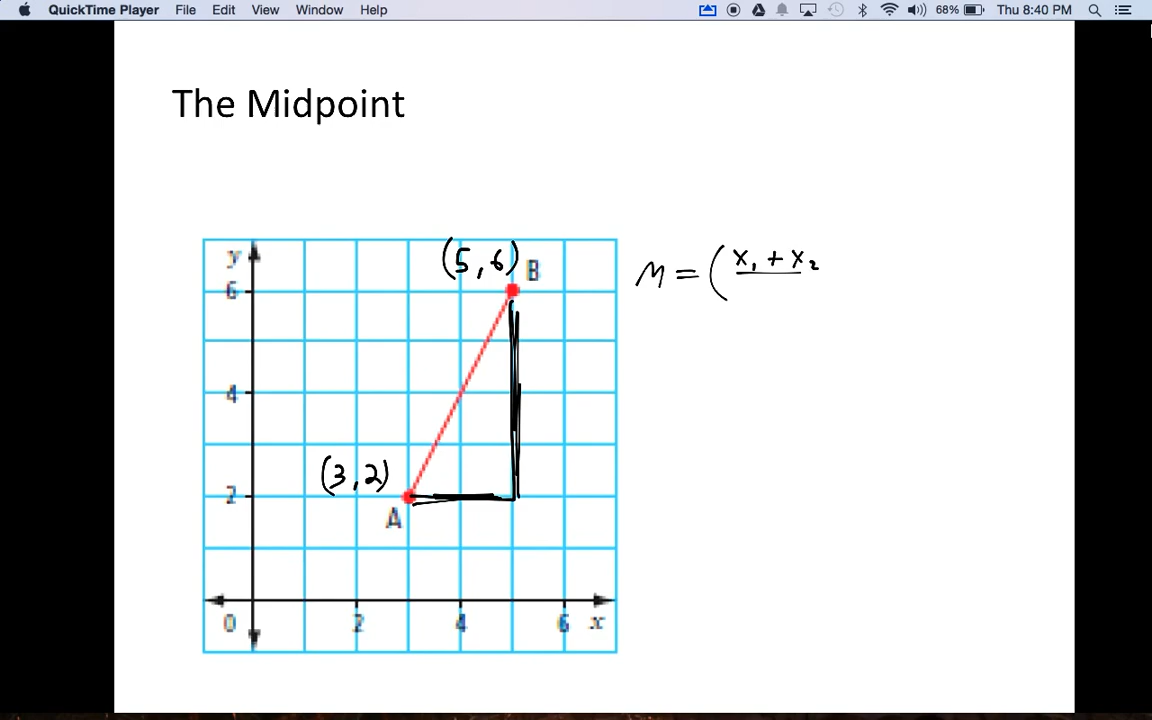 QuickTime Player File Edit View Window Help 68% Thu 8:40 PM
The Midpoint
y
(5,6) B
M = (x₁ + x₂
6
4
(3,2)
2
A
0 2 4 6 x